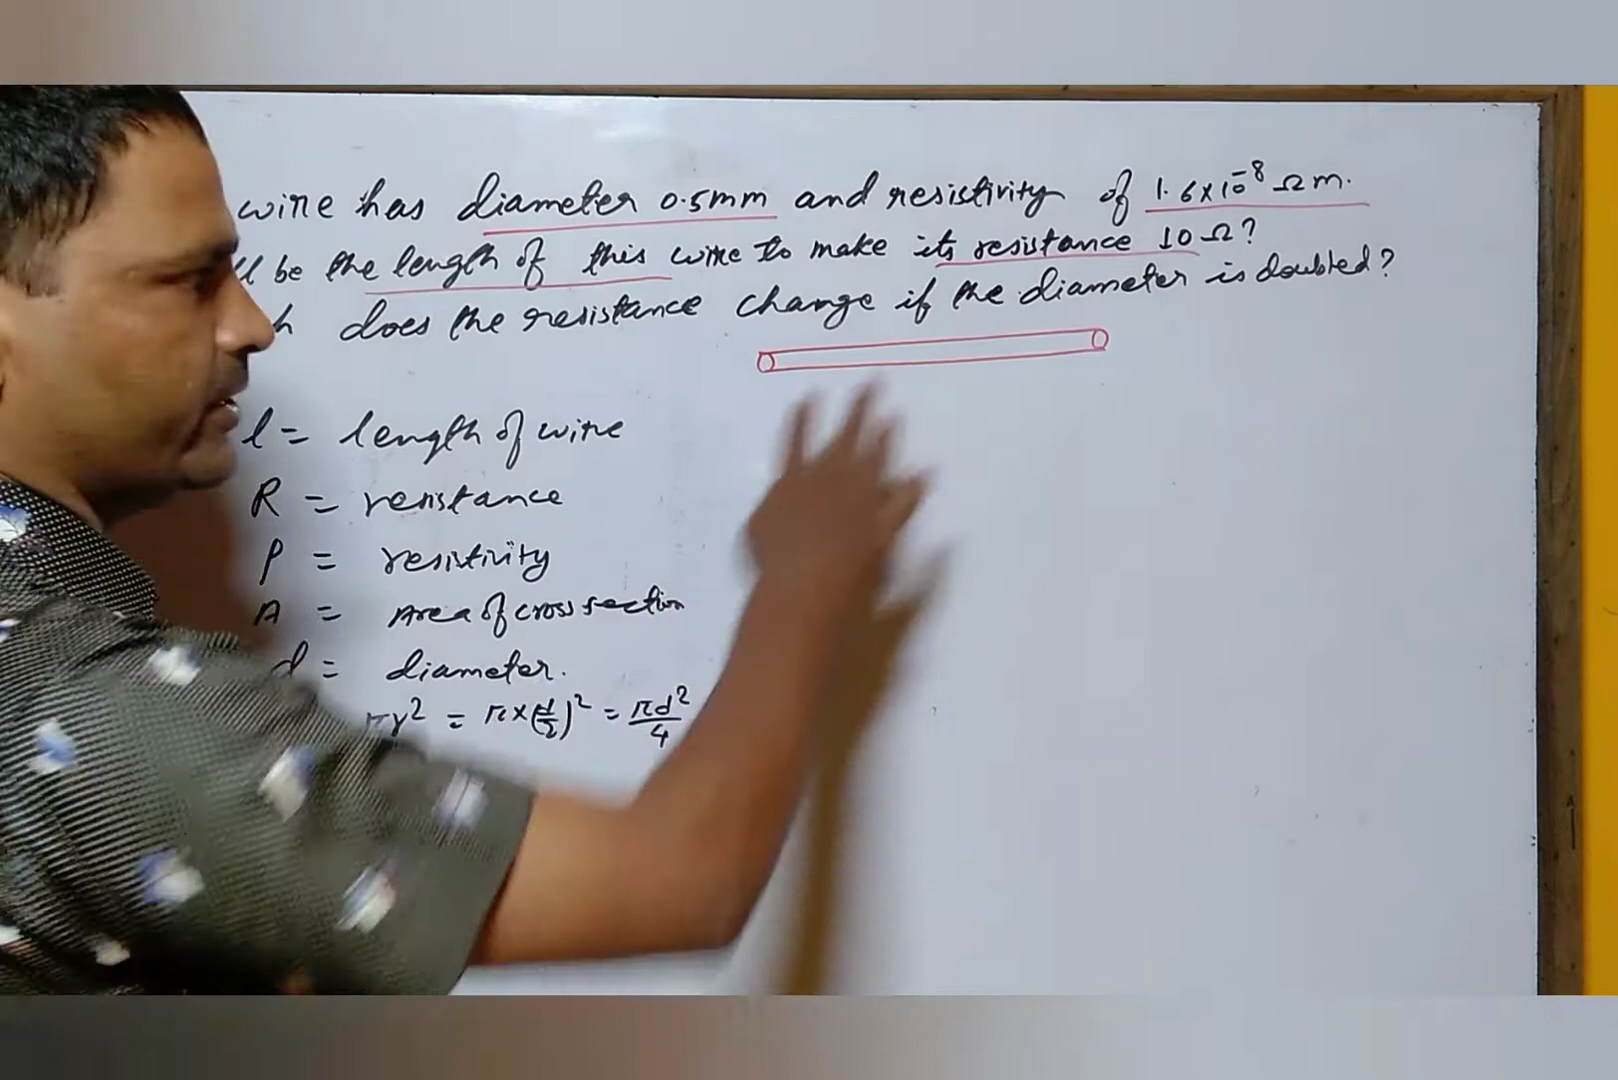 wire has diameter 0.5mm and resistivity of 1.6×10⁻⁸ Ωm.
be the length of this wire to make its resistance 10Ω?
does the resistance change if the diameter is doubled?
l = length of wire
R = resistance
ρ = resistivity
A = Area of cross section
d = diameter.
πr² = π×(d/2)² = πd²/4